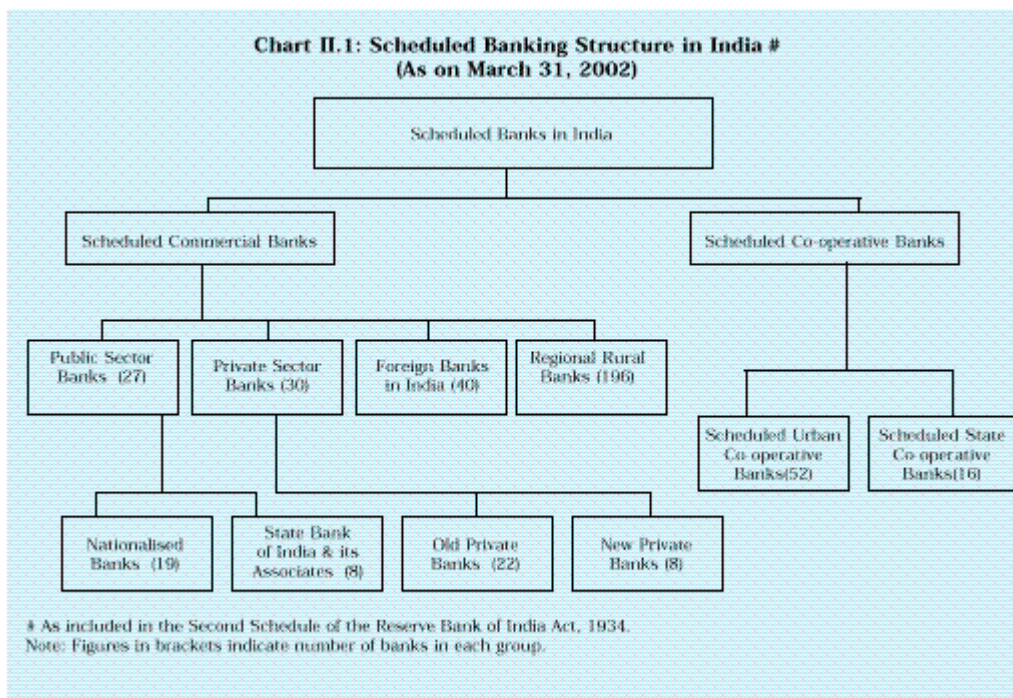 Chart II.1: Scheduled Banking Structure in India #
(As on March 31, 2002)
Scheduled Banks in India
Scheduled Commercial Banks
Scheduled Co-operative Banks
Public Sector
Banks (27)
Private Sector
Banks (30)
Foreign Banks
in India (40)
Regional Rural
Banks (196)
Scheduled Urban
Co-operative
Banks(52)
Scheduled State
Co-operative
Banks(16)
Nationalised
Banks (19)
State Bank
of India & its
Associates (8)
Old Private
Banks (22)
New Private
Banks (8)
# As included in the Second Schedule of the Reserve Bank of India Act, 1934.
Note: Figures in brackets indicate number of banks in each group.